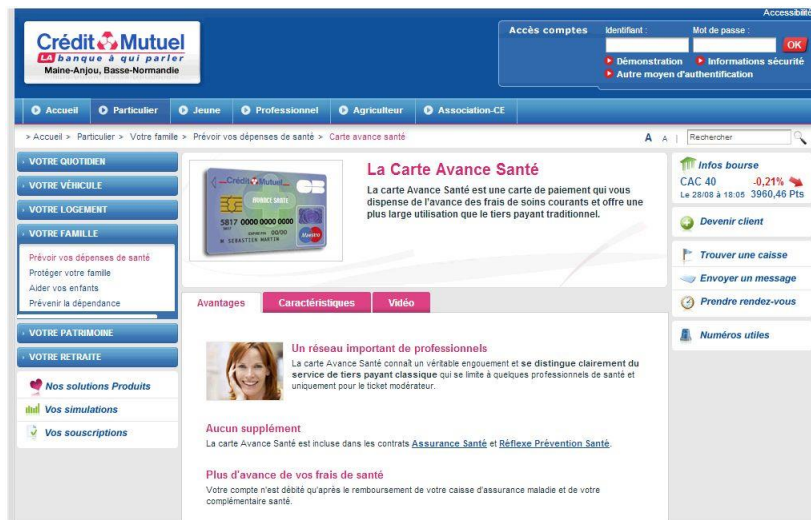 Accessibilité
Crédit Mutuel
LA banque à qui parler
Maine-Anjou, Basse-Normandie
Accès comptes
Identifiant :
Mot de passe :
OK
Démonstration
Informations sécurité
Autre moyen d'authentification
Accueil
Particulier
Jeune
Professionnel
Agriculteur
Association-CE
> Accueil > Particulier > Votre famille > Prévoir vos dépenses de santé > Carte avance santé
A A | Rechercher
VOTRE QUOTIDIEN
VOTRE VÉHICULE
VOTRE LOGEMENT
VOTRE FAMILLE
Prévoir vos dépenses de santé
Protéger votre famille
Aider vos enfants
Prévenir la dépendance
VOTRE PATRIMOINE
VOTRE RETRAITE
Nos solutions Produits
Vos simulations
Vos souscriptions
Crédit Mutuel
AVANCE SANTÉ
5817 0000 0000 0000
5817
00/00
M SEBASTIEN MARTIN
Maestro
La Carte Avance Santé
La carte Avance Santé est une carte de paiement qui vous
dispense de l'avance des frais de soins courants et offre une
plus large utilisation que le tiers payant traditionnel.
Avantages
Caractéristiques
Vidéo
Un réseau important de professionnels
La carte Avance Santé connaît un véritable engouement et se distingue clairement du
service de tiers payant classique qui se limite à quelques professionnels de santé et
uniquement pour le ticket modérateur.
Aucun supplément
La carte Avance Santé est incluse dans les contrats Assurance Santé et Réflexe Prévention Santé.
Plus d'avance de vos frais de santé
Votre compte n'est débité qu'après le remboursement de votre caisse d'assurance maladie et de votre
complémentaire santé.
Infos bourse
CAC 40 -0,21%
Le 28/08 à 18:05 3960,46 Pts
Devenir client
Trouver une caisse
Envoyer un message
Prendre rendez-vous
Numéros utiles